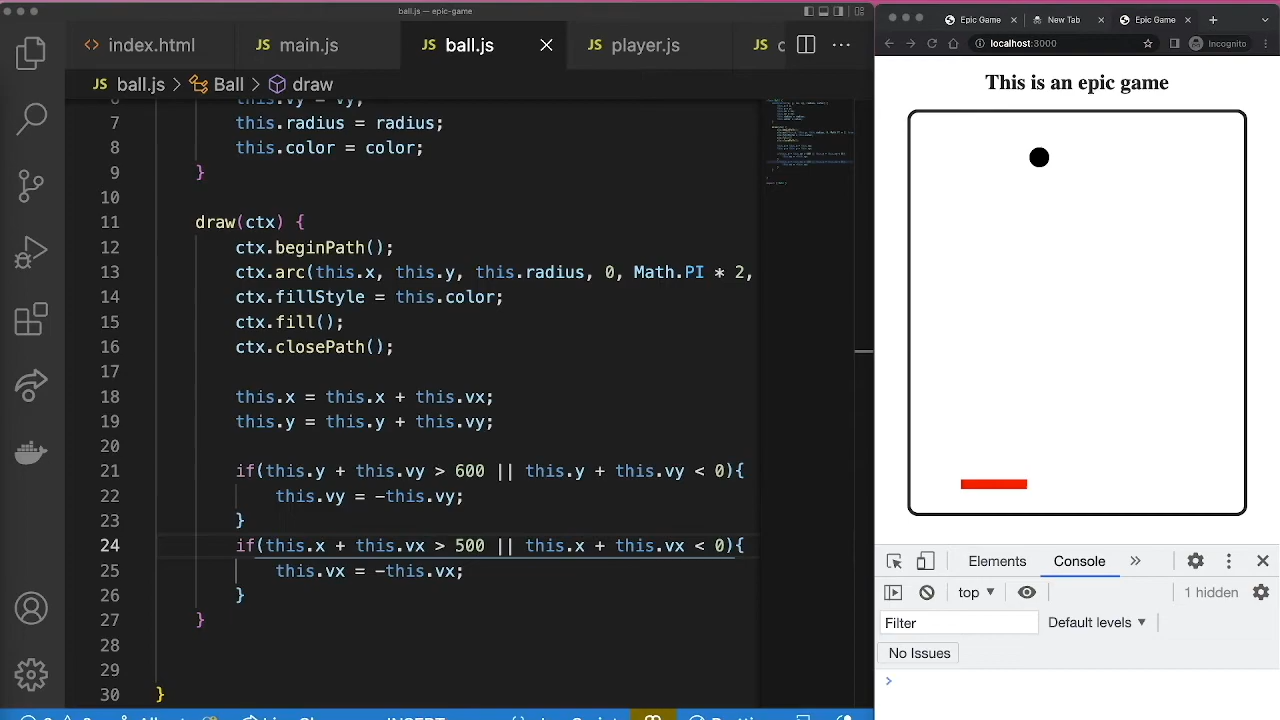 ball.js — epic-game
index.html
JS main.js
JS ball.js
JS player.js
JS
JS ball.js > Ball > draw
7 this.radius = radius;
8 this.color = color;
9 }
10
11 draw(ctx) {
12 ctx.beginPath();
13 ctx.arc(this.x, this.y, this.radius, 0, Math.PI * 2,
14 ctx.fillStyle = this.color;
15 ctx.fill();
16 ctx.closePath();
17
18 this.x = this.x + this.vx;
19 this.y = this.y + this.vy;
20
21 if(this.y + this.vy > 600 || this.y + this.vy < 0){
22 this.vy = -this.vy;
23 }
24 if(this.x + this.vx > 500 || this.x + this.vx < 0){
25 this.vx = -this.vx;
26 }
27 }
28
29
30 }
Epic Game
New Tab
Epic Game
localhost:3000
Incognito
This is an epic game
Elements
Console
top
1 hidden
Filter
Default levels
No Issues